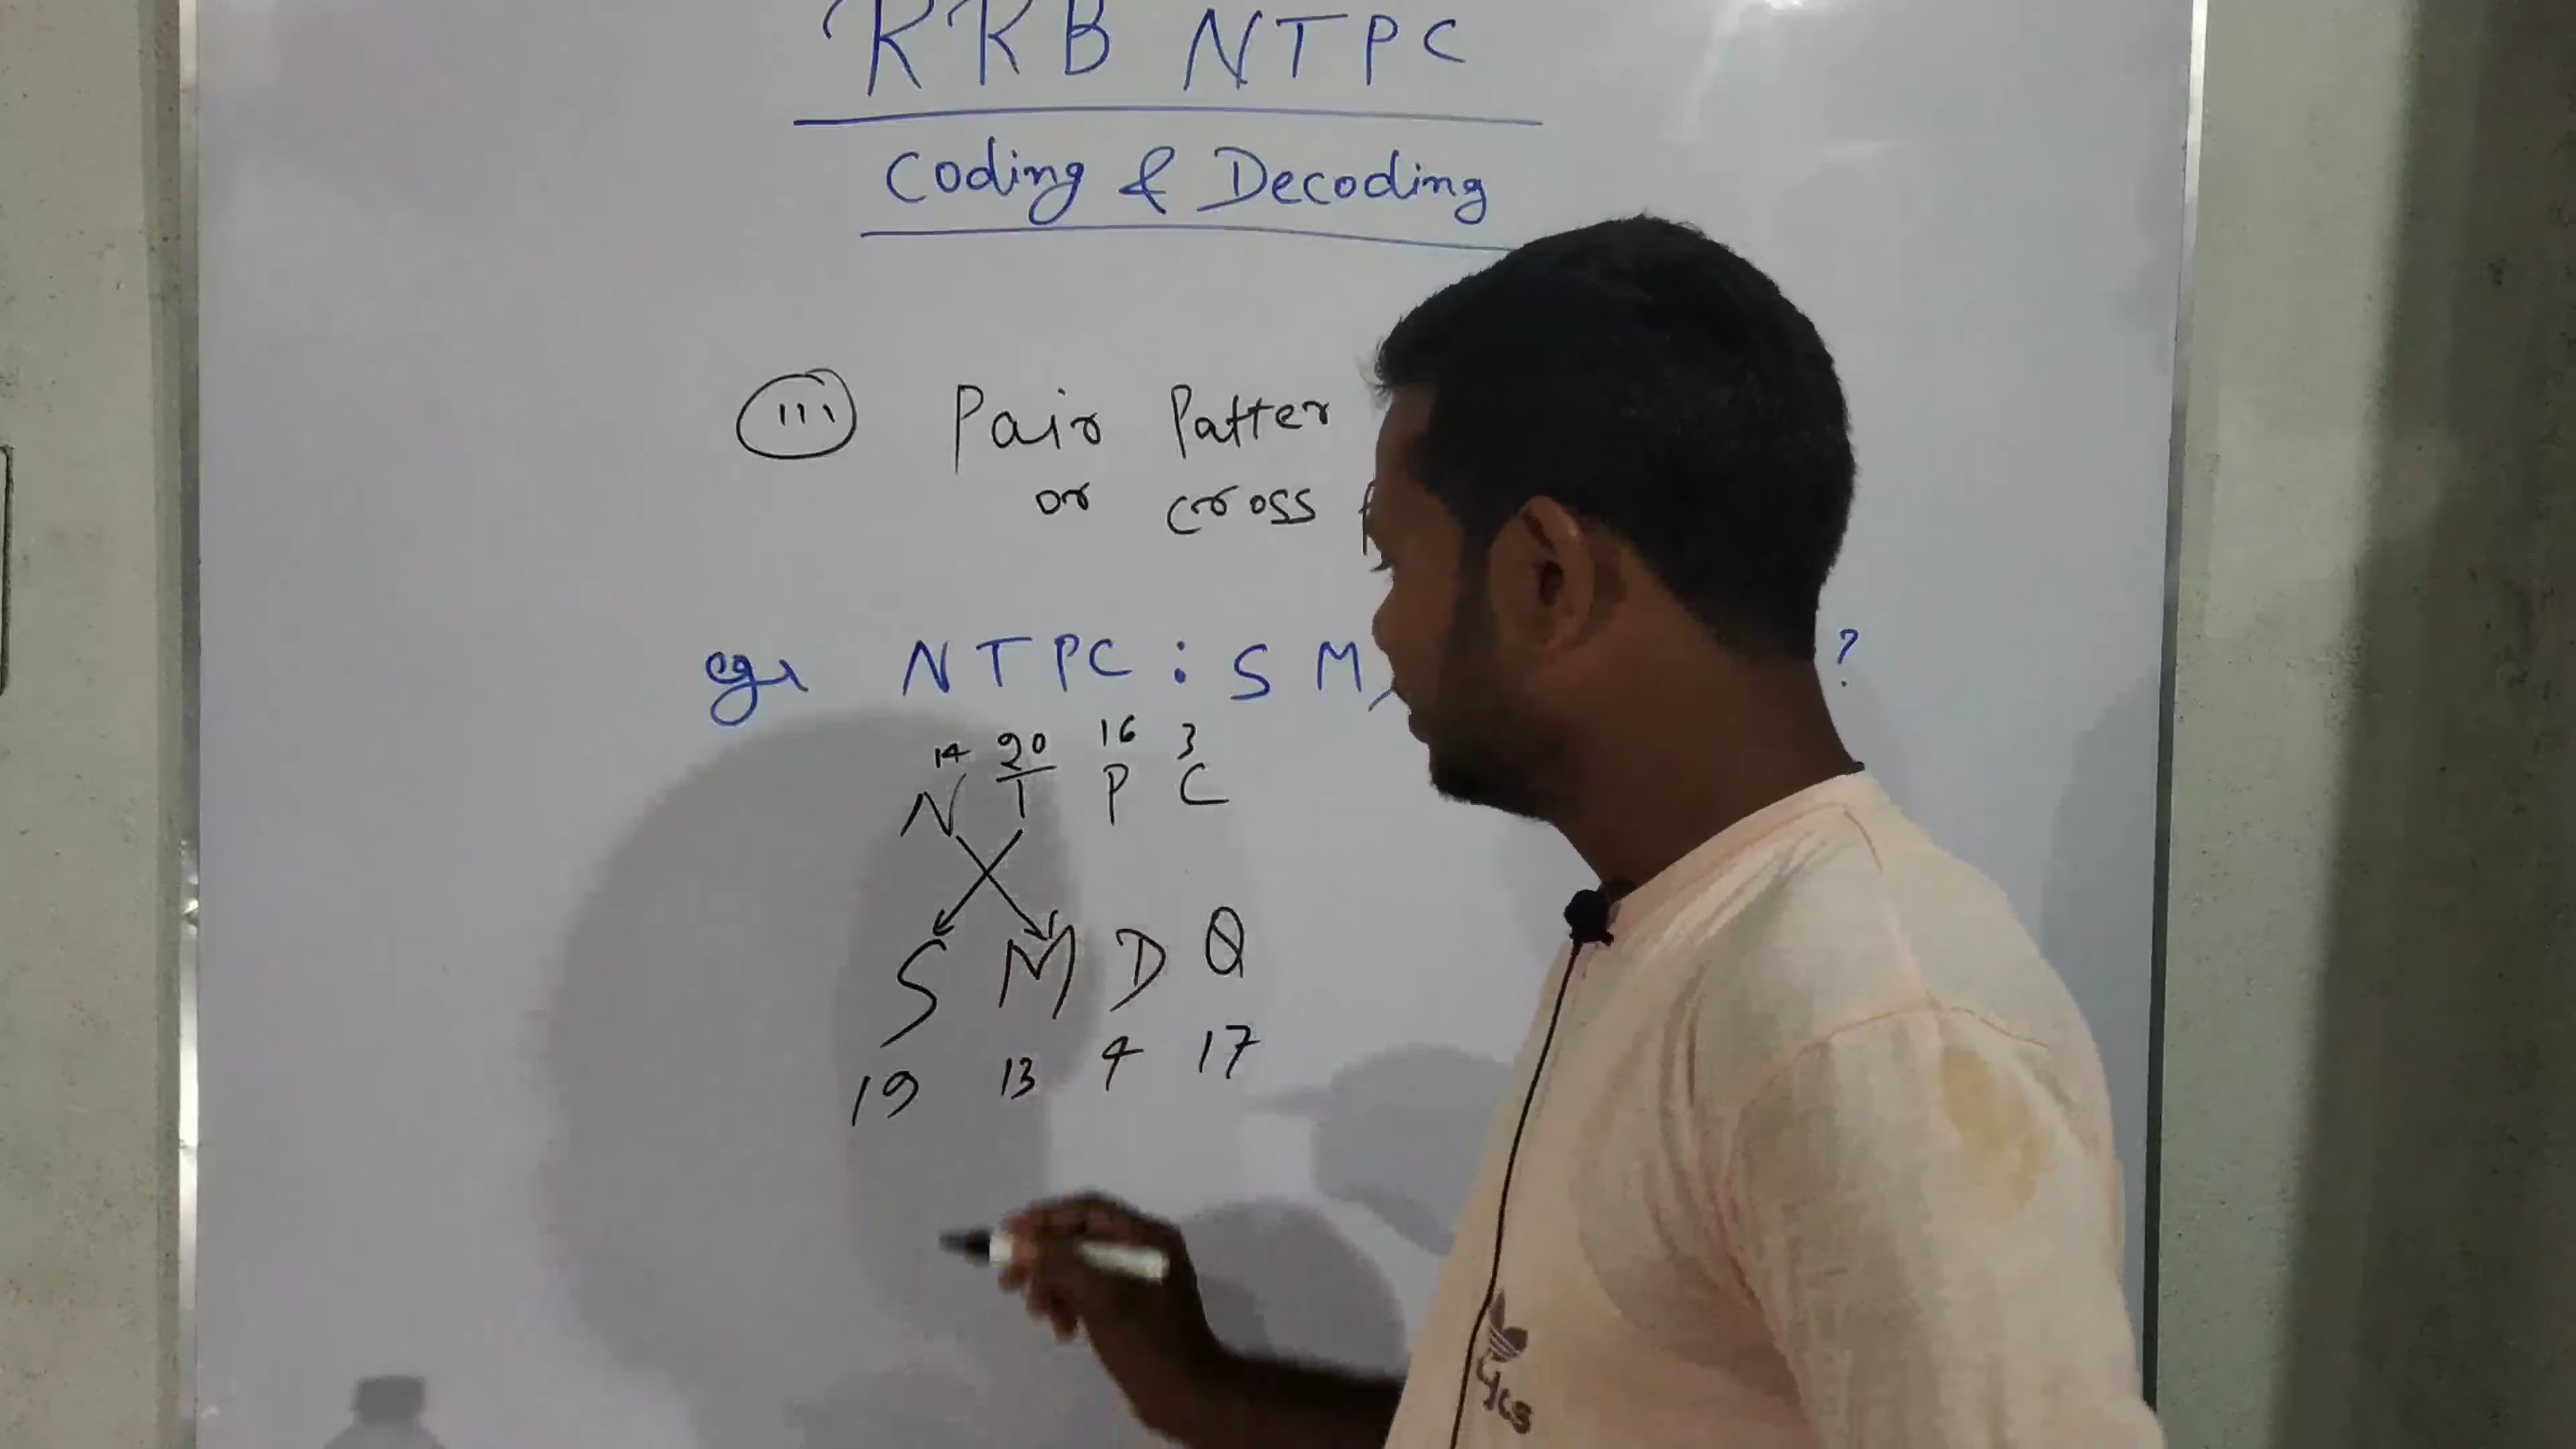 RRB NTPC
Coding & Decoding
(iii) Pair Patter
or cross
eg. NTPC : S M ?
14 20 16 3
N T P C
S M D Q
19 13 4 17